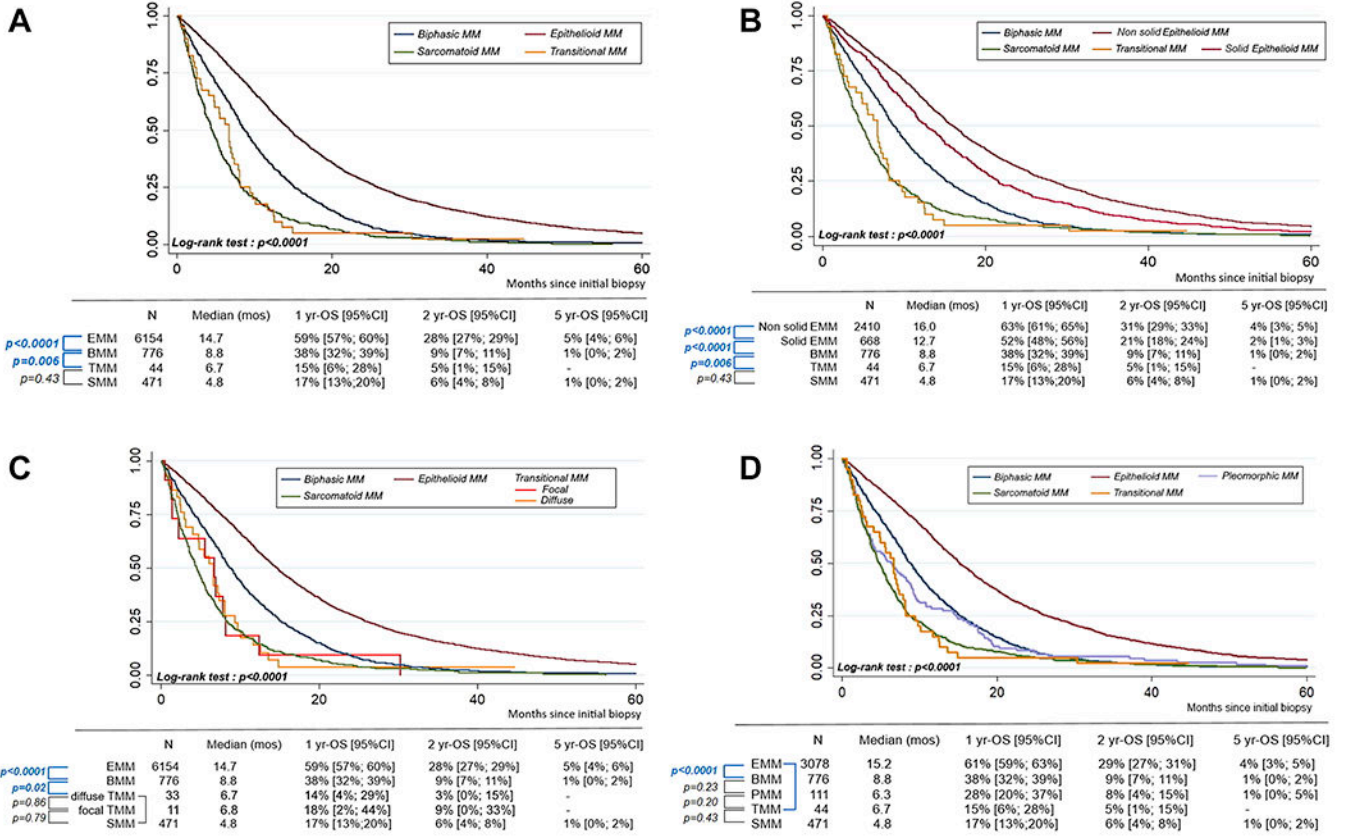 A
Biphasic MM Epithelioid MM
Sarcomatoid MM Transitional MM
1.00
0.75
0.50
0.25
0.00
Log-rank test : p<0.0001
0 20 40 60
Months since initial biopsy
N Median (mos) 1 yr-OS [95%CI] 2 yr-OS [95%CI] 5 yr-OS [95%CI]
EMM 6154 14.7 59% [57%; 60%] 28% [27%; 29%] 5% [4%; 6%]
p<0.0001
BMM 776 8.8 38% [32%; 39%] 9% [7%; 11%] 1% [0%; 2%]
p=0.006
TMM 44 6.7 15% [6%; 28%] 5% [1%; 15%] -
p=0.43
SMM 471 4.8 17% [13%;20%] 6% [4%; 8%] 1% [0%; 2%]
B
Biphasic MM Non solid Epithelioid MM
Sarcomatoid MM Transitional MM Solid Epithelioid MM
1.00
0.75
0.50
0.25
0.00
Log-rank test : p<0.0001
0 20 40 60
Months since initial biopsy
N Median (mos) 1 yr-OS [95%CI] 2 yr-OS [95%CI] 5 yr-OS [95%CI]
Non solid EMM 2410 16.0 63% [61%; 65%] 31% [29%; 33%] 4% [3%; 5%]
p<0.0001
Solid EMM 668 12.7 52% [48%; 56%] 21% [18%; 24%] 2% [1%; 3%]
p<0.0001
BMM 776 8.8 38% [32%; 39%] 9% [7%; 11%] 1% [0%; 2%]
p=0.006
TMM 44 6.7 15% [6%; 28%] 5% [1%; 15%] -
p=0.43
SMM 471 4.8 17% [13%;20%] 6% [4%; 8%] 1% [0%; 2%]
C
Biphasic MM Epithelioid MM Transitional MM
Focal
Sarcomatoid MM
Diffuse
1.00
0.75
0.50
0.25
0.00
Log-rank test : p<0.0001
0 20 40 60
Months since initial biopsy
N Median (mos) 1 yr-OS [95%CI] 2 yr-OS [95%CI] 5 yr-OS [95%CI]
EMM 6154 14.7 59% [57%; 60%] 28% [27%; 29%] 5% [4%; 6%]
p<0.0001
BMM 776 8.8 38% [32%; 39%] 9% [7%; 11%] 1% [0%; 2%]
p=0.02
diffuse TMM 33 6.7 14% [4%; 29%] 3% [0%; 15%] -
p=0.86
focal TMM 11 6.8 18% [2%; 44%] 9% [0%; 33%]
p=0.79
SMM 471 4.8 17% [13%;20%] 6% [4%; 8%] 1% [0%; 2%]
D
Biphasic MM Epithelioid MM Pleomorphic MM
Sarcomatoid MM Transitional MM
1.00
0.75
0.50
0.25
0.00
Log-rank test : p<0.0001
0 20 40 60
Months since initial biopsy
N Median (mos) 1 yr-OS [95%CI] 2 yr-OS [95%CI] 5 yr-OS [95%CI]
EMM 3078 15.2 61% [59%; 63%] 29% [27%; 31%] 4% [3%; 5%]
p<0.0001
BMM 776 8.8 38% [32%; 39%] 9% [7%; 11%] 1% [0%; 2%]
p=0.23
PMM 111 6.3 28% [20%; 37%] 8% [4%; 15%] 1% [0%; 5%]
p=0.20
TMM 44 6.7 15% [6%; 28%] 5% [1%; 15%] -
p=0.43
SMM 471 4.8 17% [13%;20%] 6% [4%; 8%] 1% [0%; 2%]